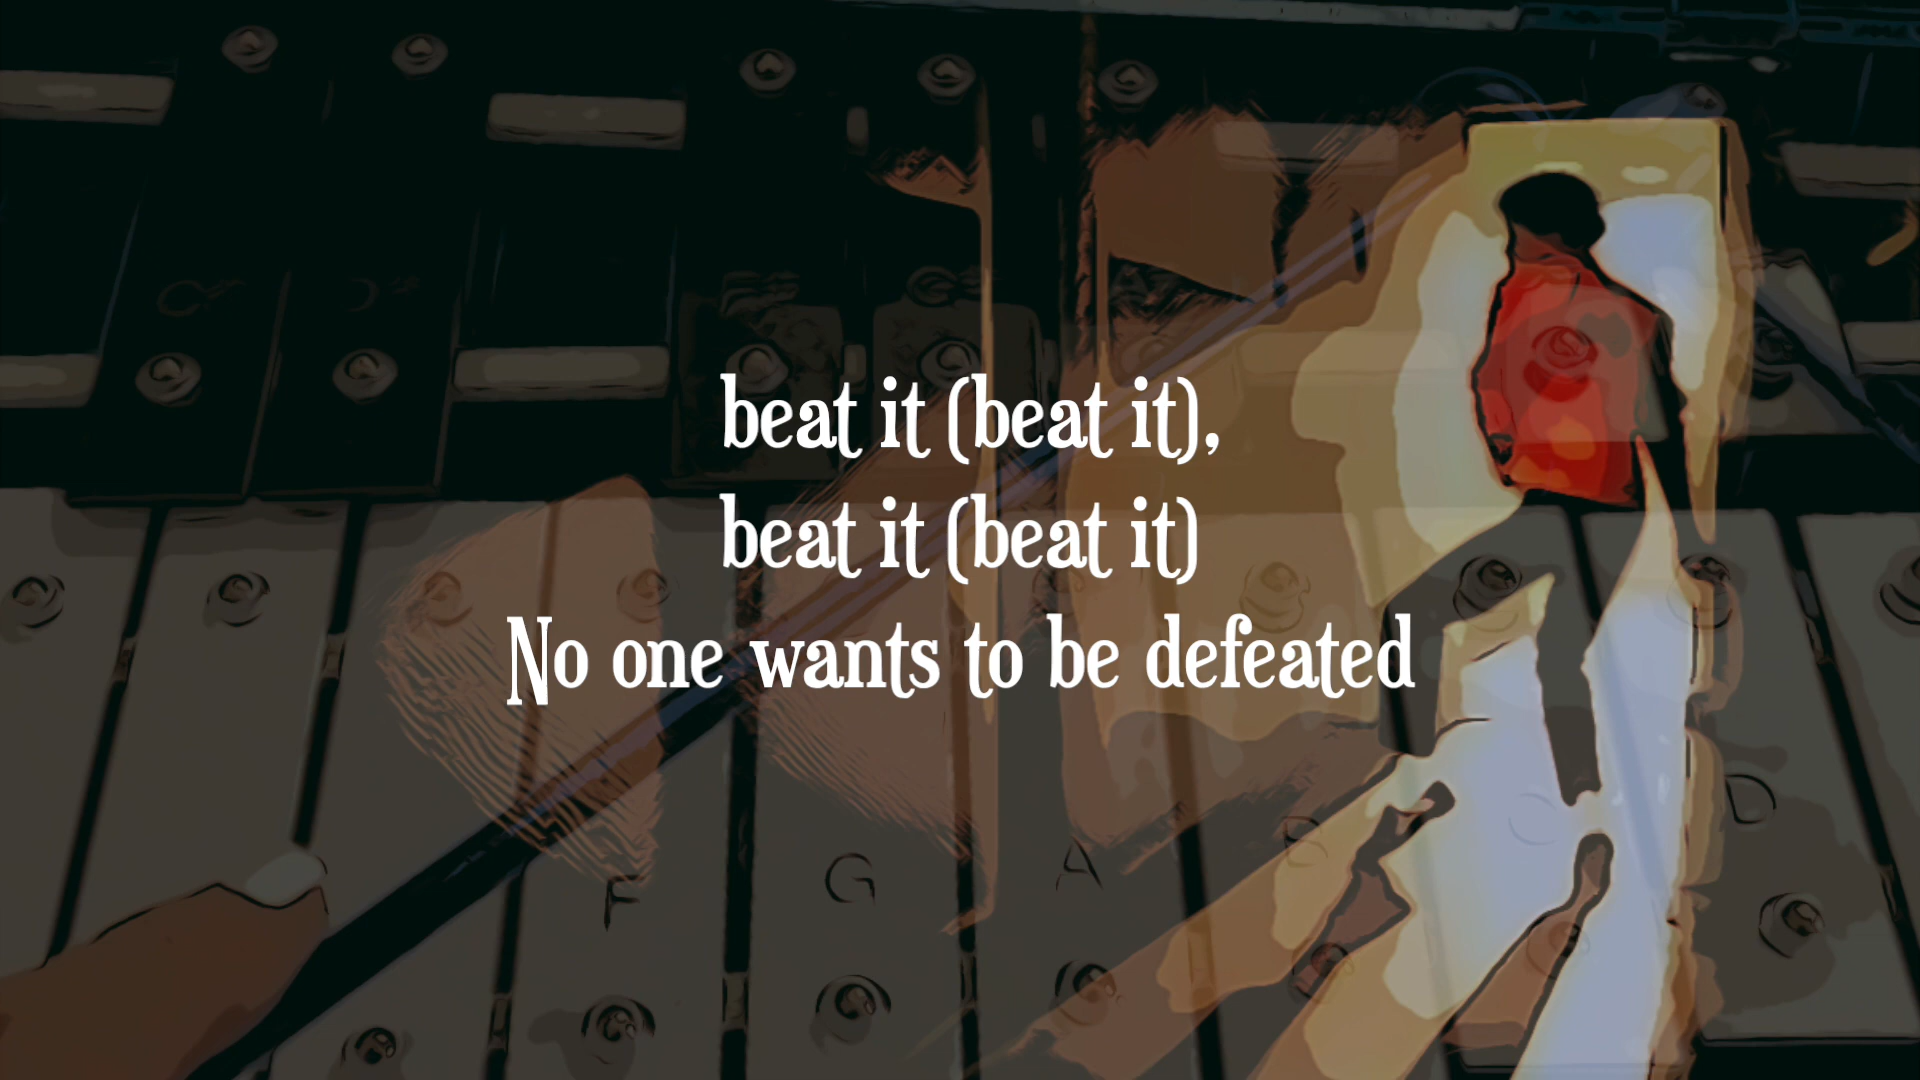 beat it (beat it),
beat it (beat it)
No one wants to be defeated
F G A B D